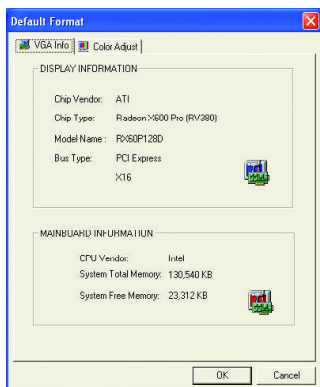 Default Format
VGA Info Color Adjust
DISPLAY INFORMATION
Chip Vendor: ATI
Chip Type: Radeon X600 Pro (RV380)
Model Name : RX60P128D
Bus Type: PCI Express
X16
MAINBOARD INFORMATION
CPU Vendor: Intel
System Total Memory: 130,540 KB
System Free Memory: 23,312 KB
OK Cancel